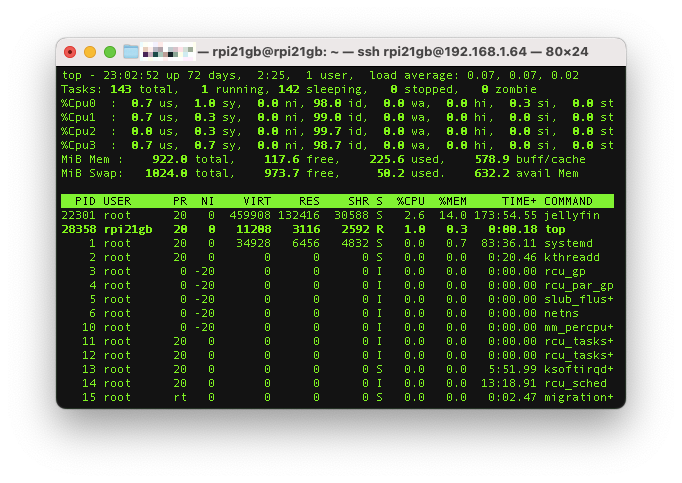 — rpi21gb@rpi21gb: ~ — ssh rpi21gb@192.168.1.64 — 80×24
top - 23:02:52 up 72 days,  2:25,  1 user,  load average: 0.07, 0.07, 0.02
Tasks: 143 total,   1 running, 142 sleeping,   0 stopped,   0 zombie
%Cpu0  :  0.7 us,  1.0 sy,  0.0 ni, 98.0 id,  0.0 wa,  0.0 hi,  0.3 si,  0.0 st
%Cpu1  :  0.7 us,  0.3 sy,  0.0 ni, 99.0 id,  0.0 wa,  0.0 hi,  0.0 si,  0.0 st
%Cpu2  :  0.0 us,  0.3 sy,  0.0 ni, 99.7 id,  0.0 wa,  0.0 hi,  0.0 si,  0.0 st
%Cpu3  :  0.7 us,  0.7 sy,  0.0 ni, 98.7 id,  0.0 wa,  0.0 hi,  0.0 si,  0.0 st
MiB Mem :    922.0 total,    117.6 free,    225.6 used,    578.9 buff/cache
MiB Swap:   1024.0 total,    973.7 free,     50.2 used.    632.2 avail Mem
PID USER      PR  NI    VIRT    RES    SHR S  %CPU  %MEM     TIME+ COMMAND
22301 root      20   0  459908 132416  30588 S   2.6  14.0 173:54.55 jellyfin
28358 rpi21gb   20   0   11208   3116   2592 R   1.0   0.3   0:00.18 top
1 root      20   0   34928   6456   4832 S   0.0   0.7  83:36.11 systemd
2 root      20   0       0      0      0 S   0.0   0.0   0:20.46 kthreadd
3 root       0 -20       0      0      0 I   0.0   0.0   0:00.00 rcu_gp
4 root       0 -20       0      0      0 I   0.0   0.0   0:00.00 rcu_par_gp
5 root       0 -20       0      0      0 I   0.0   0.0   0:00.00 slub_flus+
6 root       0 -20       0      0      0 I   0.0   0.0   0:00.00 netns
10 root       0 -20       0      0      0 I   0.0   0.0   0:00.00 mm_percpu+
11 root      20   0       0      0      0 I   0.0   0.0   0:00.00 rcu_tasks+
12 root      20   0       0      0      0 I   0.0   0.0   0:00.00 rcu_tasks+
13 root      20   0       0      0      0 S   0.0   0.0   5:51.99 ksoftirqd+
14 root      20   0       0      0      0 I   0.0   0.0  13:18.91 rcu_sched
15 root      rt   0       0      0      0 S   0.0   0.0   0:02.47 migration+